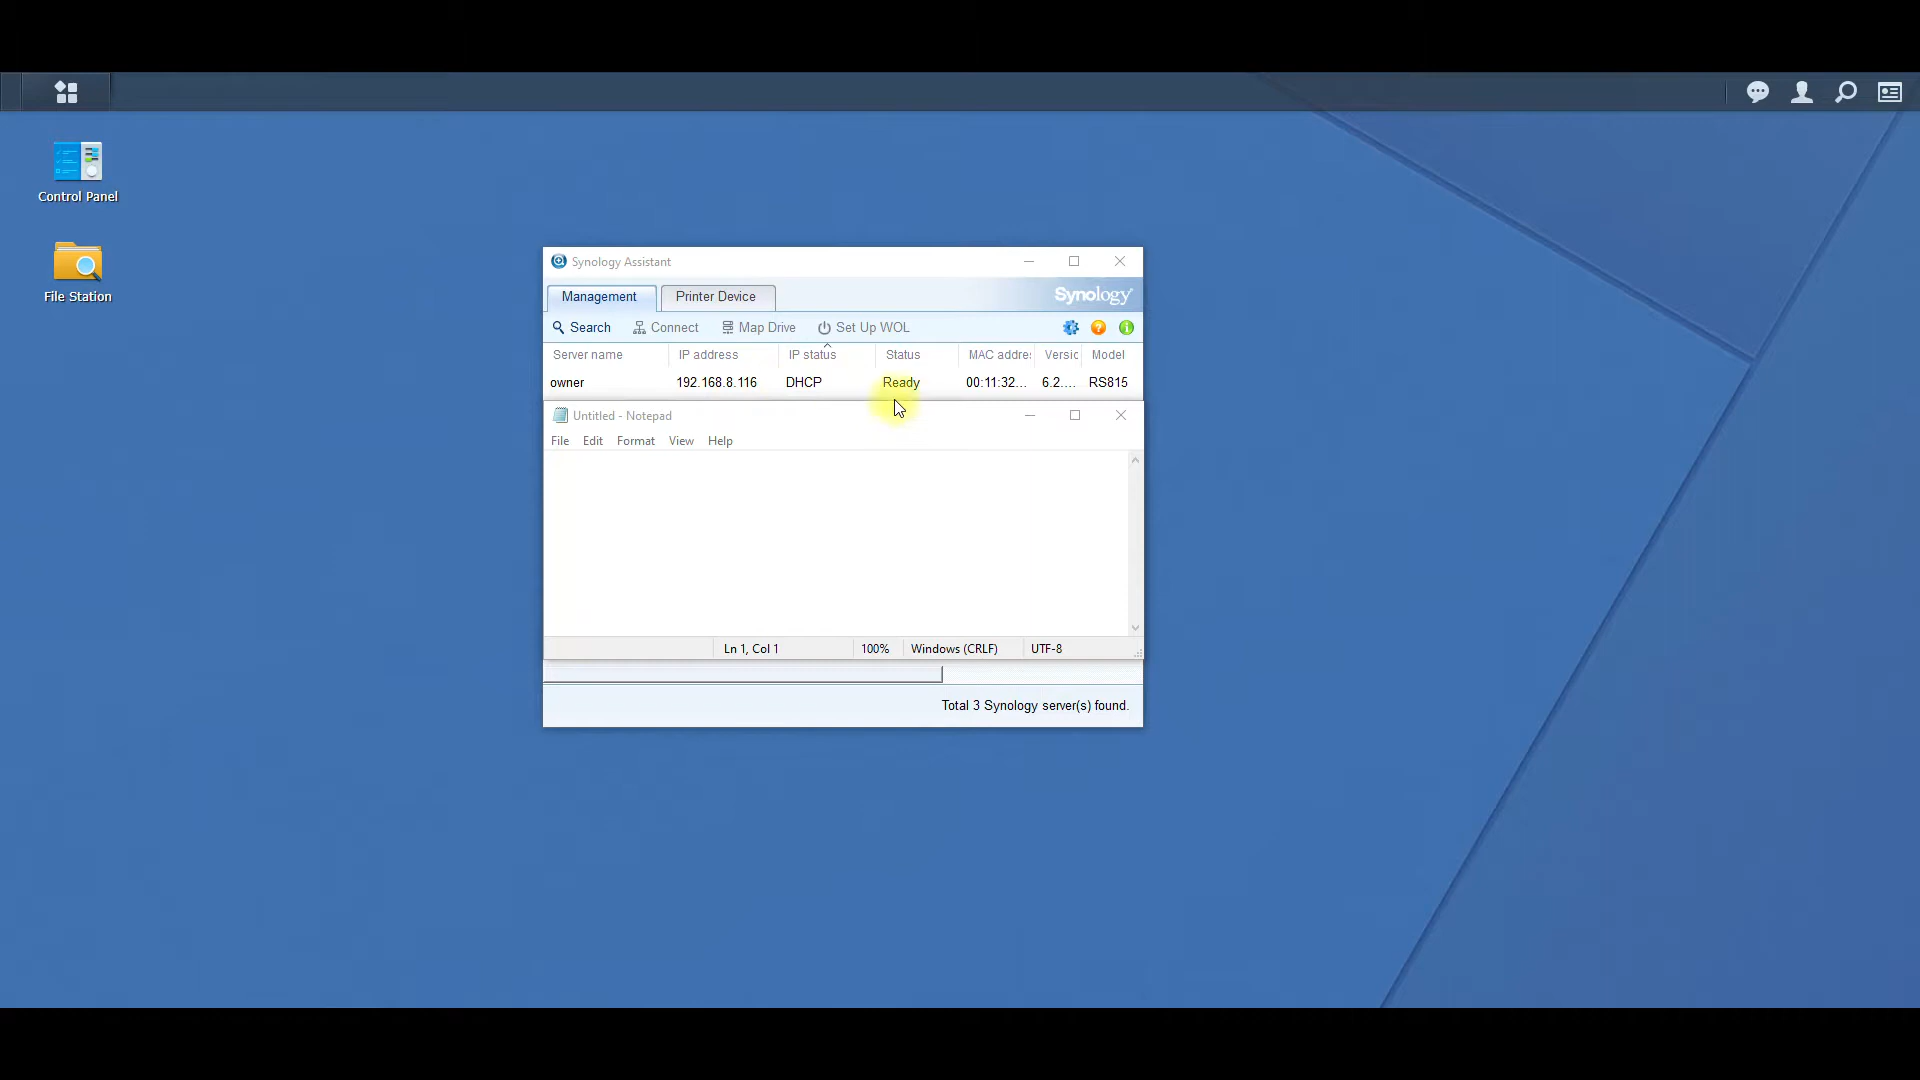 Control Panel
File Station
Synology Assistant
Management Printer Device Synology
Search Connect Map Drive Set Up WOL
Server name IP address IP status Status MAC addre Versic Model
owner 192.168.8.116 DHCP Ready 00:11:32... 6.2.... RS815
Untitled - Notepad
File Edit Format View Help
Ln 1, Col 1 100% Windows (CRLF) UTF-8
Total 3 Synology server(s) found.